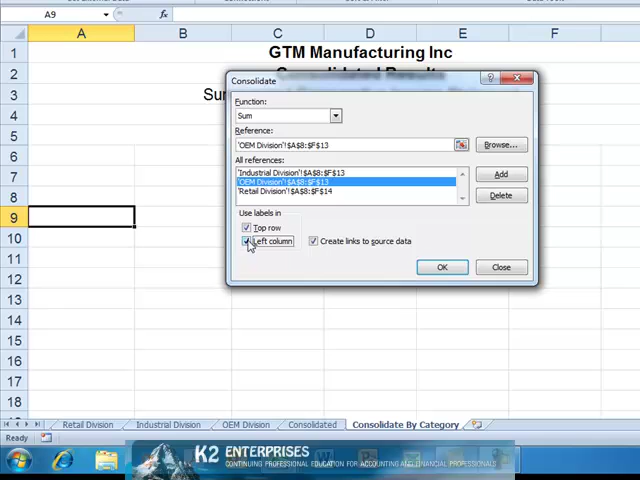 A9
fx
A B C D E F
1 GTM Manufacturing Inc
2 Consolidated Results
3 Su
4
5
6
7
8
9
10
11
12
13
14
15
16
17
Consolidate
Function:
Sum
Reference:
'OEM Division'!$A$8:$F$13
Browse...
All references:
'Industrial Division'!$A$8:$F$13
'OEM Division'!$A$8:$F$13
'Retail Division'!$A$8:$F$14
Add
Delete
Use labels in
Top row
Left column
Create links to source data
OK
Close
Retail Division Industrial Division OEM Division Consolidated Consolidate By Category
Ready
K2 ENTERPRISES
CONTINUING PROFESSIONAL EDUCATION FOR ACCOUNTING AND FINANCIAL PROFESSIONALS